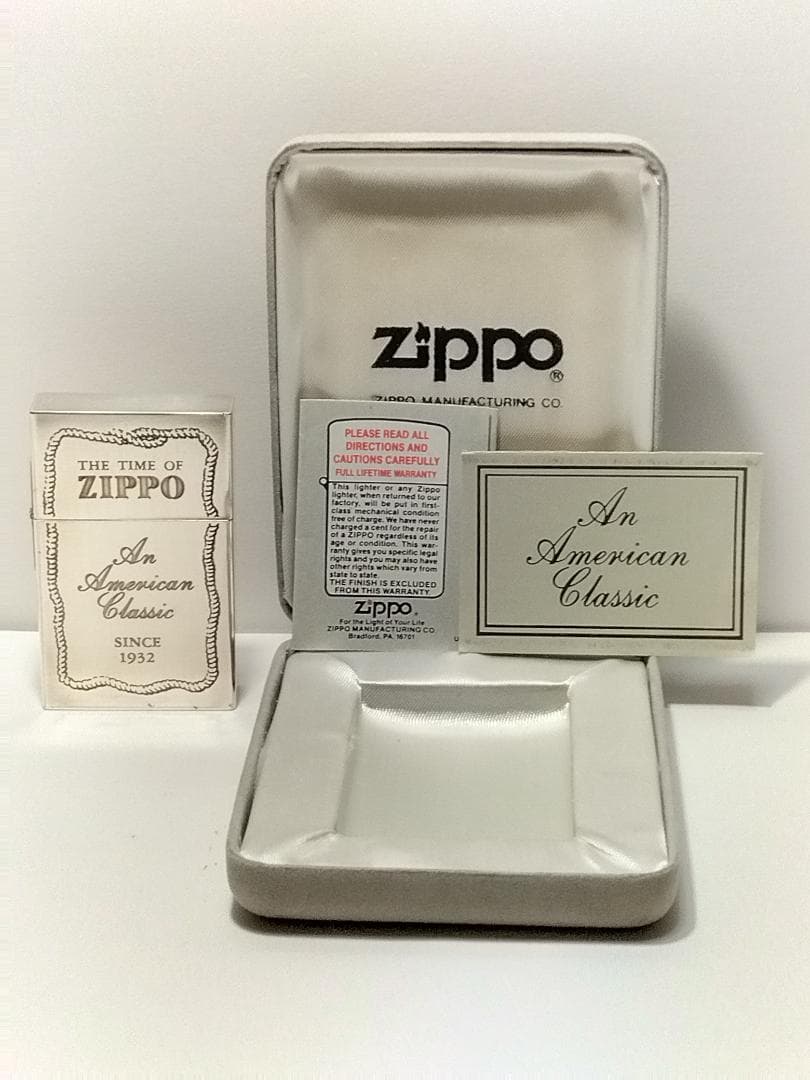 Zippo®
ZIPPO MANUFACTURING CO.
THE TIME OF
ZIPPO
An
American
Classic
SINCE
1932
PLEASE READ ALL
DIRECTIONS AND
CAUTIONS CAREFULLY
FULL LIFETIME WARRANTY
This lighter or any Zippo
lighter, when returned to our
factory, will be put in first-
class mechanical condition
free of charge. We have never
charged a cent for the repair
of a ZIPPO regardless of its
age or condition. This war-
ranty gives you specific legal
rights and you may also have
other rights which vary from
state to state.
THE FINISH IS EXCLUDED
FROM THIS WARRANTY.
Zippo®
For the Light of Your Life
ZIPPO MANUFACTURING CO.
Bradford, PA. 16701
An
American
Classic